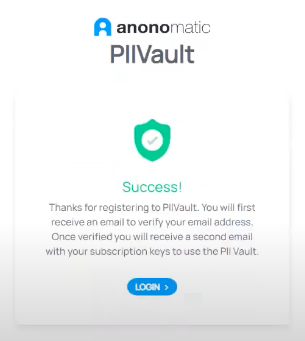 anonomatic
PIIVault
Success!
Thanks for registering to PIIVault. You will first
receive an email to verify your email address.
Once verified you will receive a second email
with your subscription keys to use the PII Vault.
LOGIN >